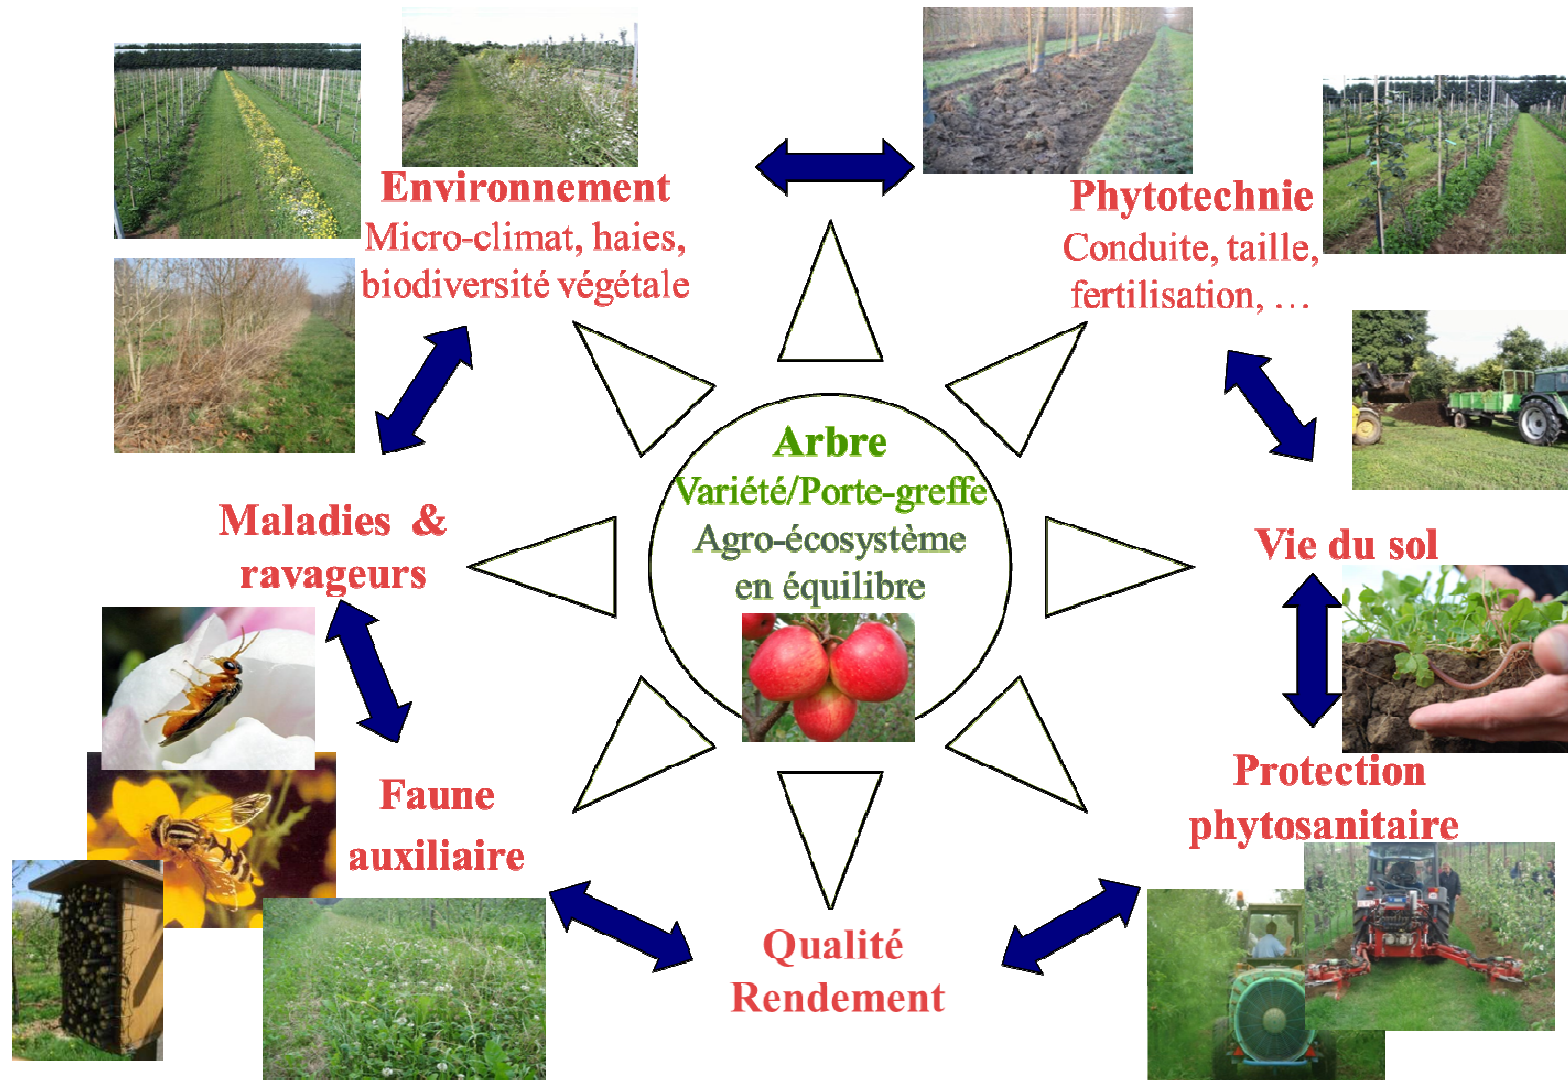 Environnement
Micro-climat, haies,
biodiversité végétale
Phytotechnie
Conduite, taille,
fertilisation, …
Arbre
Variété/Porte-greffe
Agro-écosystème
en équilibre
Maladies &
ravageurs
Vie du sol
Faune
auxiliaire
Protection
phytosanitaire
Qualité
Rendement